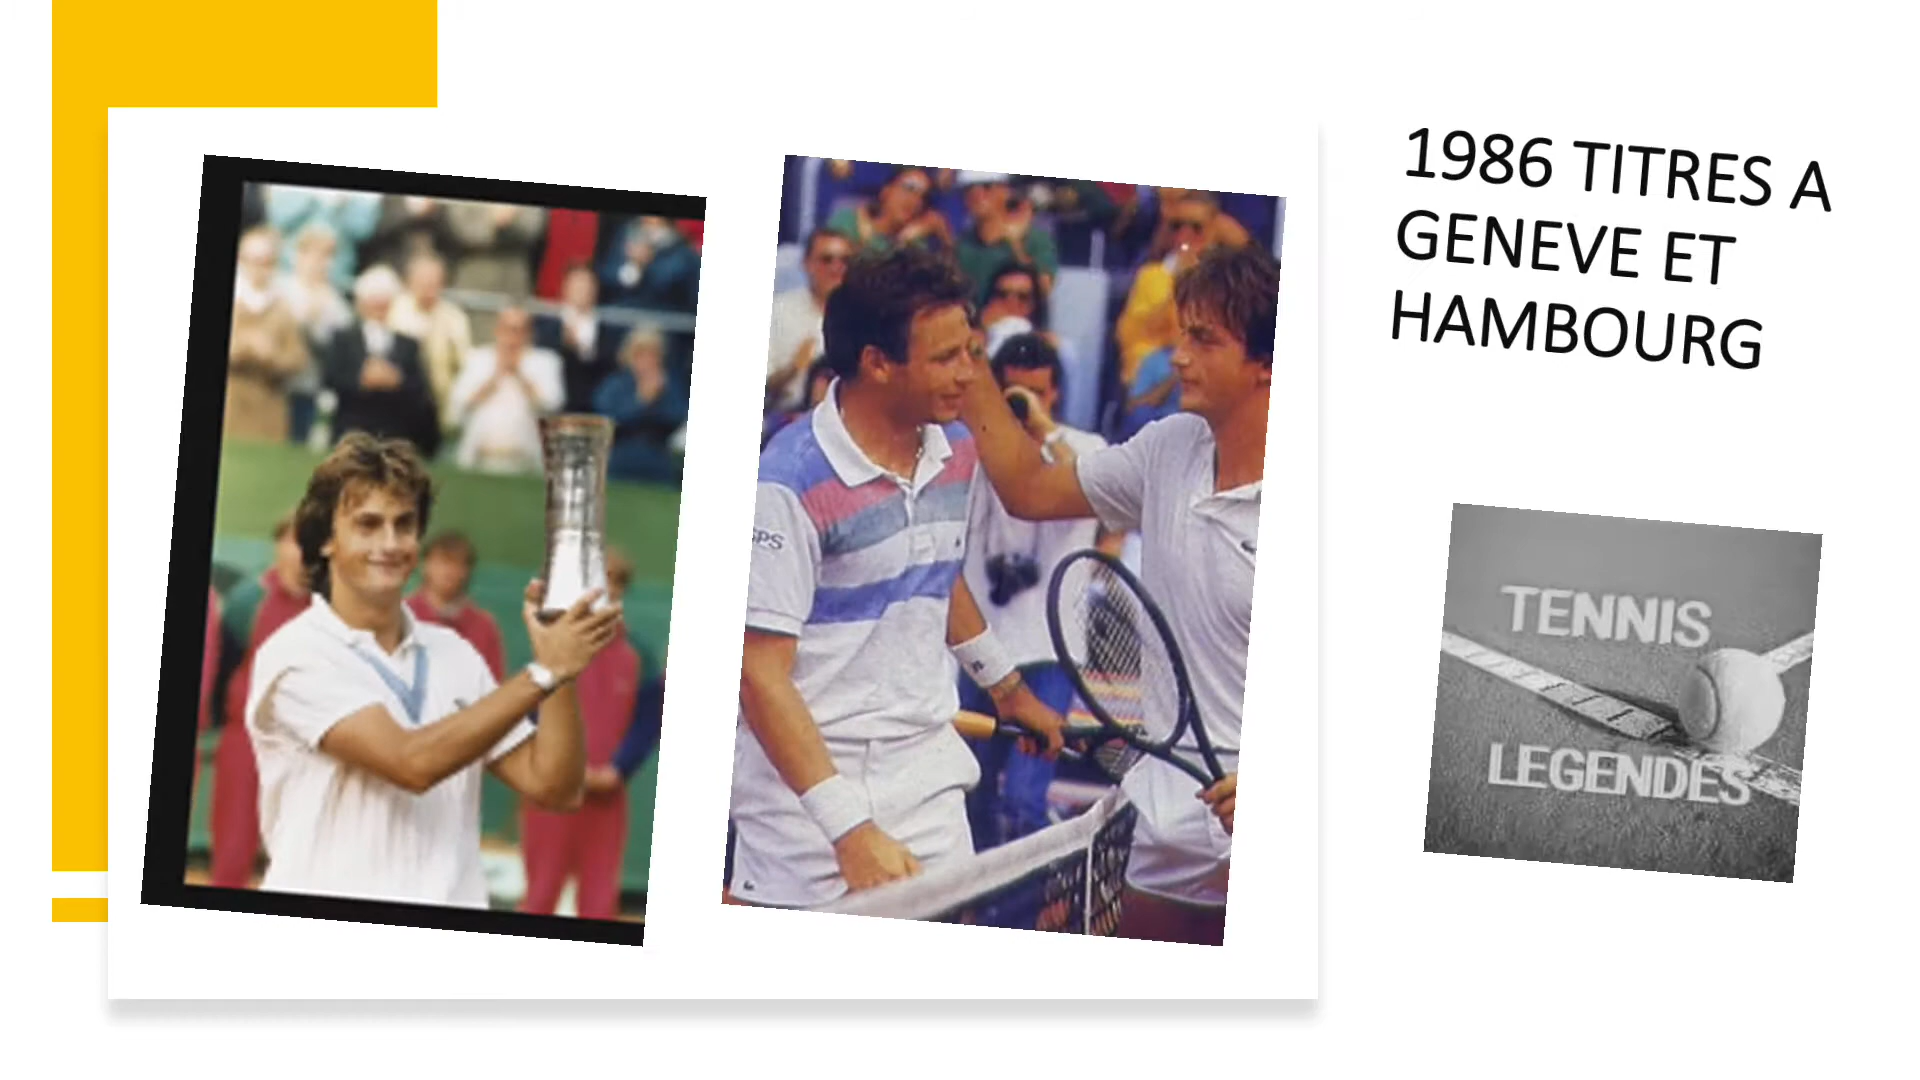 1986 TITRES A
GENEVE ET
HAMBOURG
TENNIS
LEGENDES